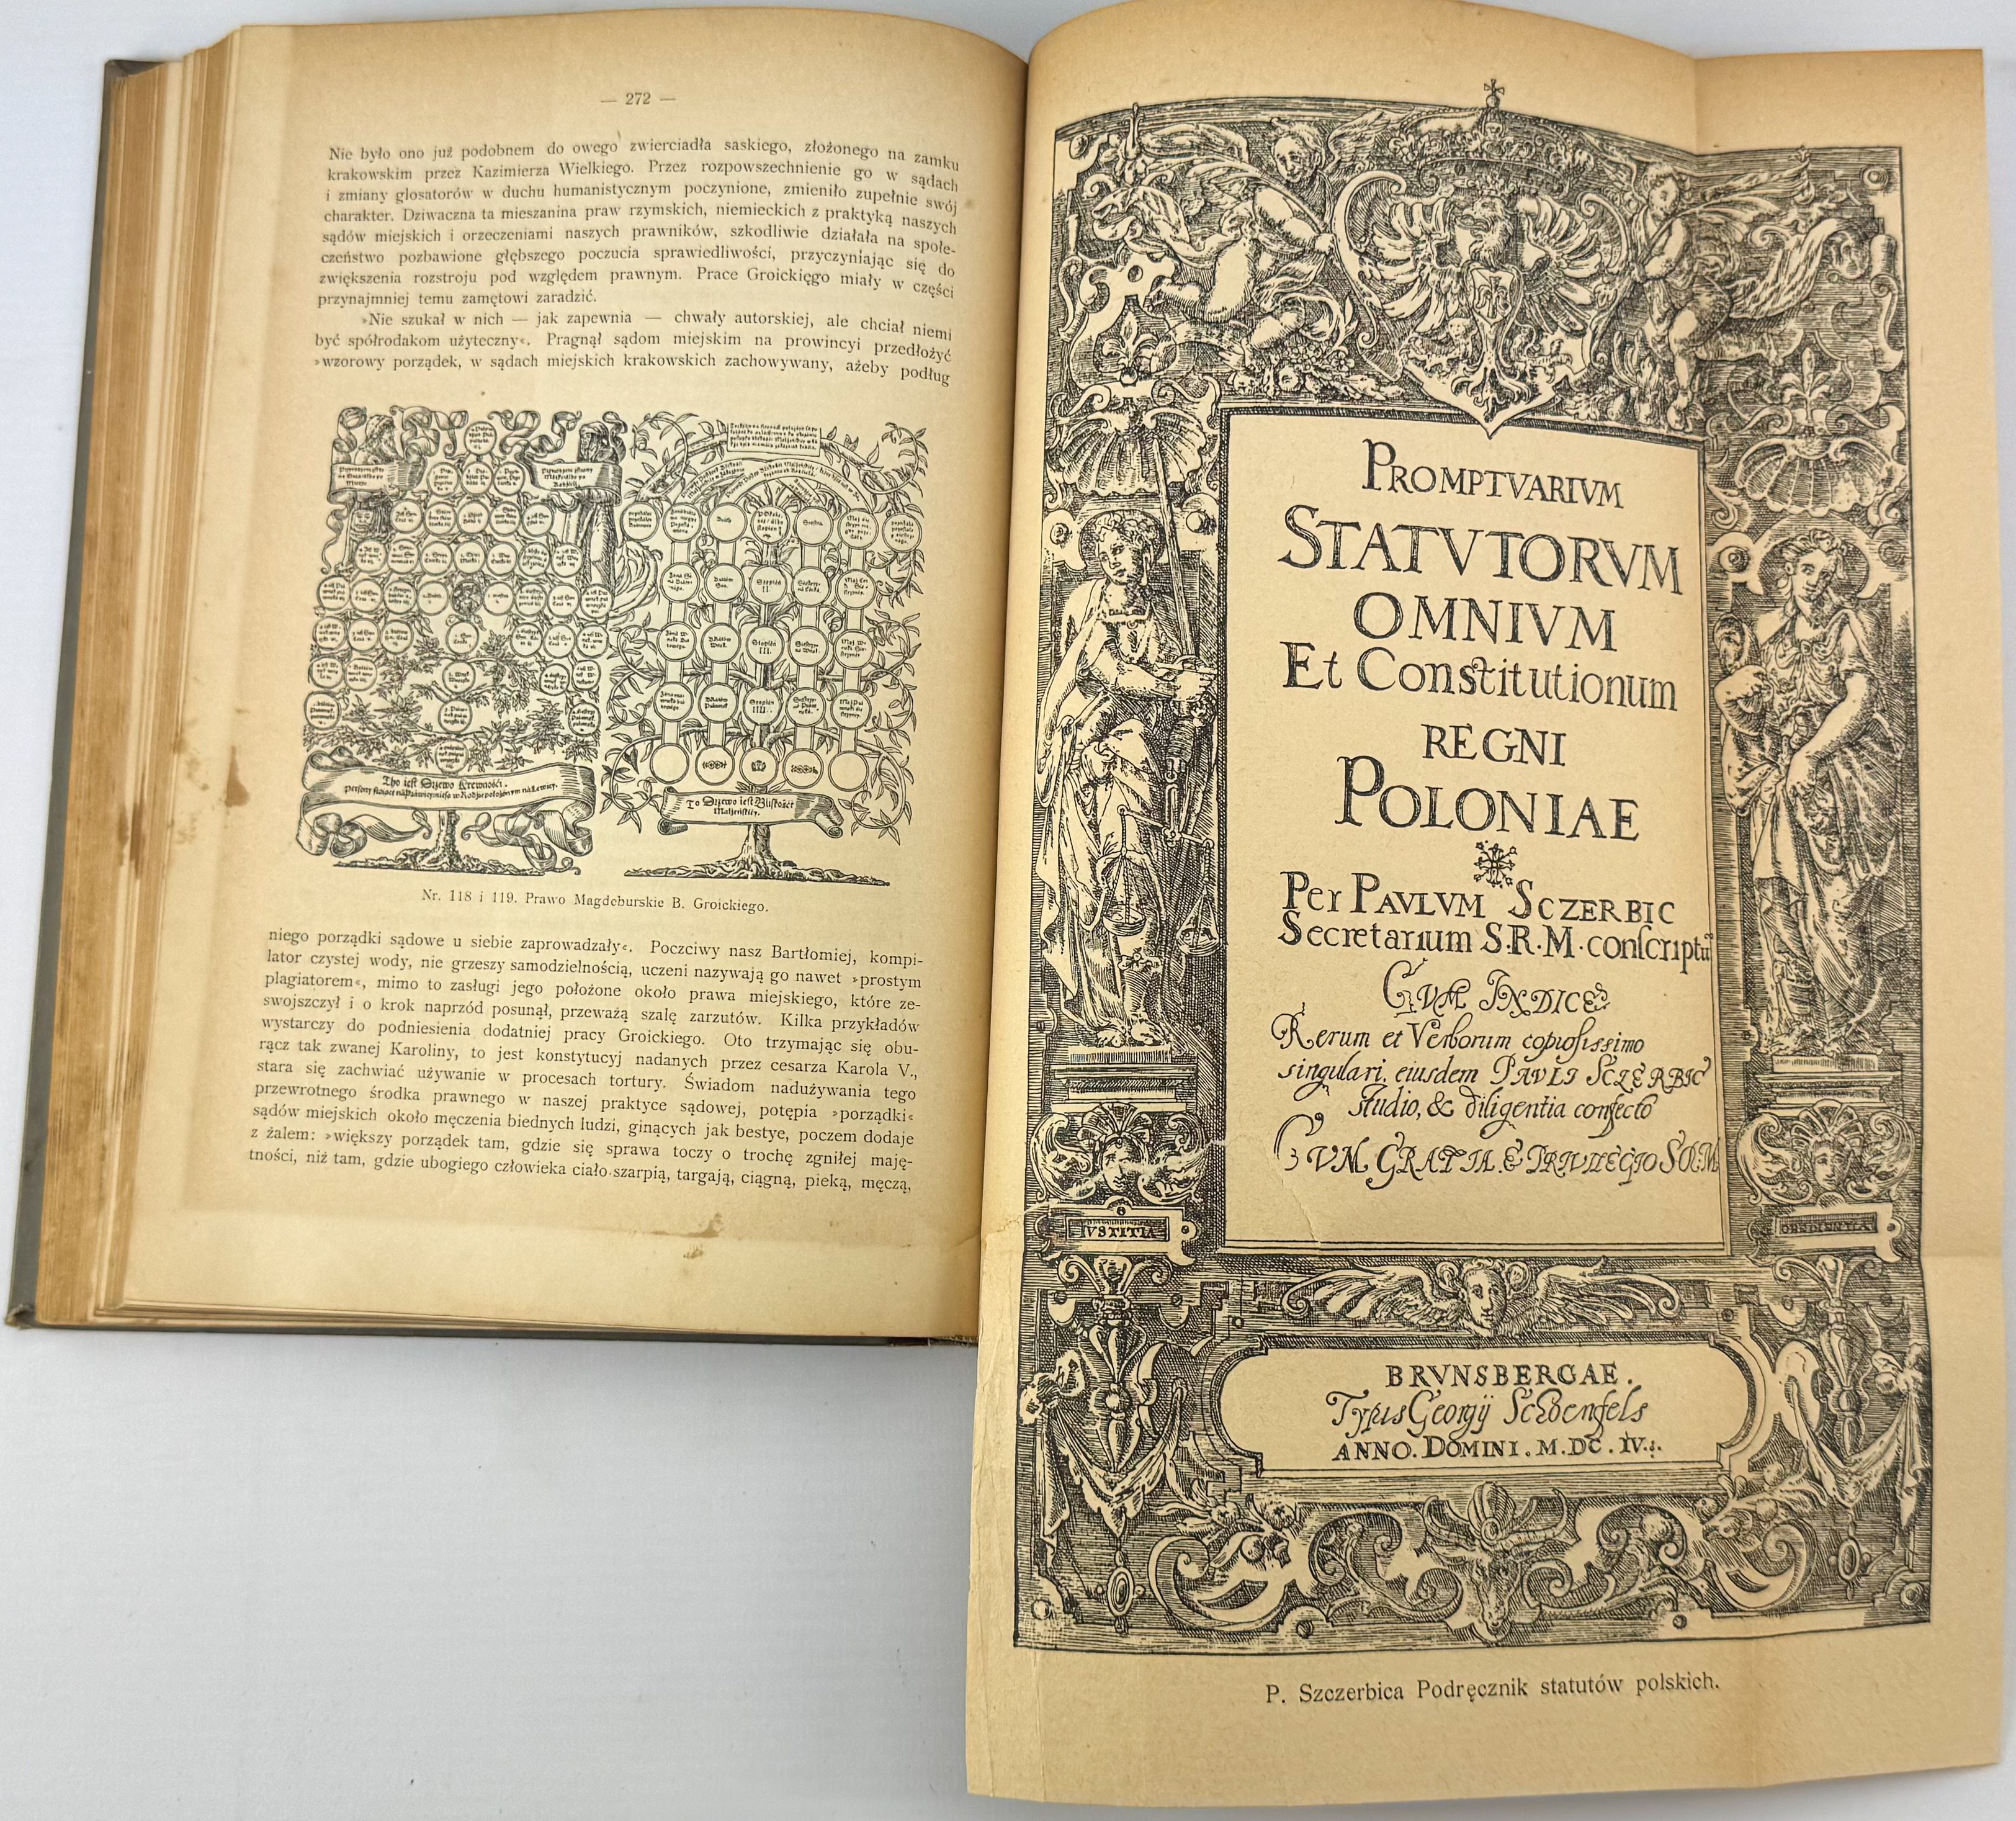 — 272 —
Nie było ono już podobnem do owego zwierciadła saskiego, złożonego na zamku
krakowskim przez Kazimierza Wielkiego. Przez rozpowszechnienie go w sądach
i zmiany glosatorów w duchu humanistycznym poczynione, zmieniło zupełnie swój
charakter. Dziwaczna ta mieszanina praw rzymskich, niemieckich z praktyką naszych
sądów miejskich i orzeczeniami naszych prawników, szkodliwie działała na społe-
czeństwo pozbawione głębszego poczucia sprawiedliwości, przyczyniając się do
zwiększenia rozstroju pod względem prawnym. Prace Groickięgo miały w części
przynajmniej temu zamętowi zaradzić.
»Nie szukał w nich — jak zapewnia — chwały autorskiej, ale chciał niemi
być spółrodakom użyteczny«. Pragnął sądom miejskim na prowincyi przedłożyć
»wzorowy porządek, w sądach miejskich krakowskich zachowywany, ażeby podług
Tho iest Drzewo Krewności.
To Drzewo iest Bliskości
Małżeńskiey.
Nr. 118 i 119. Prawo Magdeburskie B. Groickiego.
niego porządki sądowe u siebie zaprowadzały«. Poczciwy nasz Bartłomiej, kompi-
lator czystej wody, nie grzeszy samodzielnością, uczeni nazywają go nawet »prostym
plagiatorem«, mimo to zasługi jego położone około prawa miejskiego, które ze-
swojszczył i o krok naprzód posunął, przeważą szalę zarzutów. Kilka przykładów
wystarczy do podniesienia dodatniej pracy Groickiego. Oto trzymając się obu-
rącz tak zwanej Karoliny, to jest konstytucyj nadanych przez cesarza Karola V.,
stara się zachwiać używanie w procesach tortury. Świadom nadużywania tego
przewrotnego środka prawnego w naszej praktyce sądowej, potępia »porządki«
sądów miejskich około męczenia biednych ludzi, ginących jak bestye, poczem dodaje
z żalem: »większy porządek tam, gdzie się sprawa toczy o trochę zgniłej maję-
tności, niż tam, gdzie ubogiego człowieka ciało szarpią, targają, ciągną, pieką, męczą,
PROMPTVARIVM
STATVTORVM
OMNIVM
Et Constitutionum
REGNI
POLONIAE
Per PAVLVM SCZERBIC
Secretarium S.R.M. conscriptū
CVM INDICE
Rerum et Verborum copiosissimo
singulari, eiusdem PAVLI SCZERBIC
studio, & diligentia confecto
CVM GRATIA & PRIVILEGIO S.R.M
IVSTITIA
OBEDIENTIA
BRVNSBERGAE.
Typis Georgij Schoenfels
ANNO. DOMINI. M. DC. IV.
P. Szczerbica Podręcznik statutów polskich.